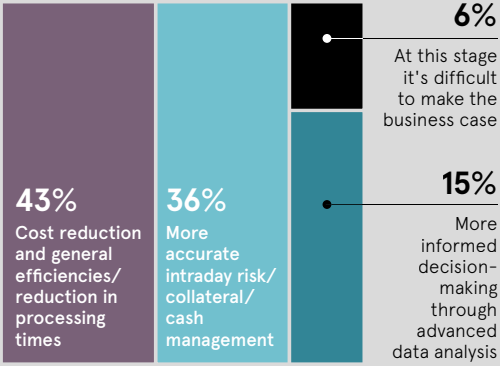 43%
Cost reduction
and general
efficiencies/
reduction in
processing
times
36%
More
accurate
intraday risk/
collateral/
cash
management
6%
At this stage
it's difficult
to make the
business case
15%
More
informed
decision-
making
through
advanced
data analysis